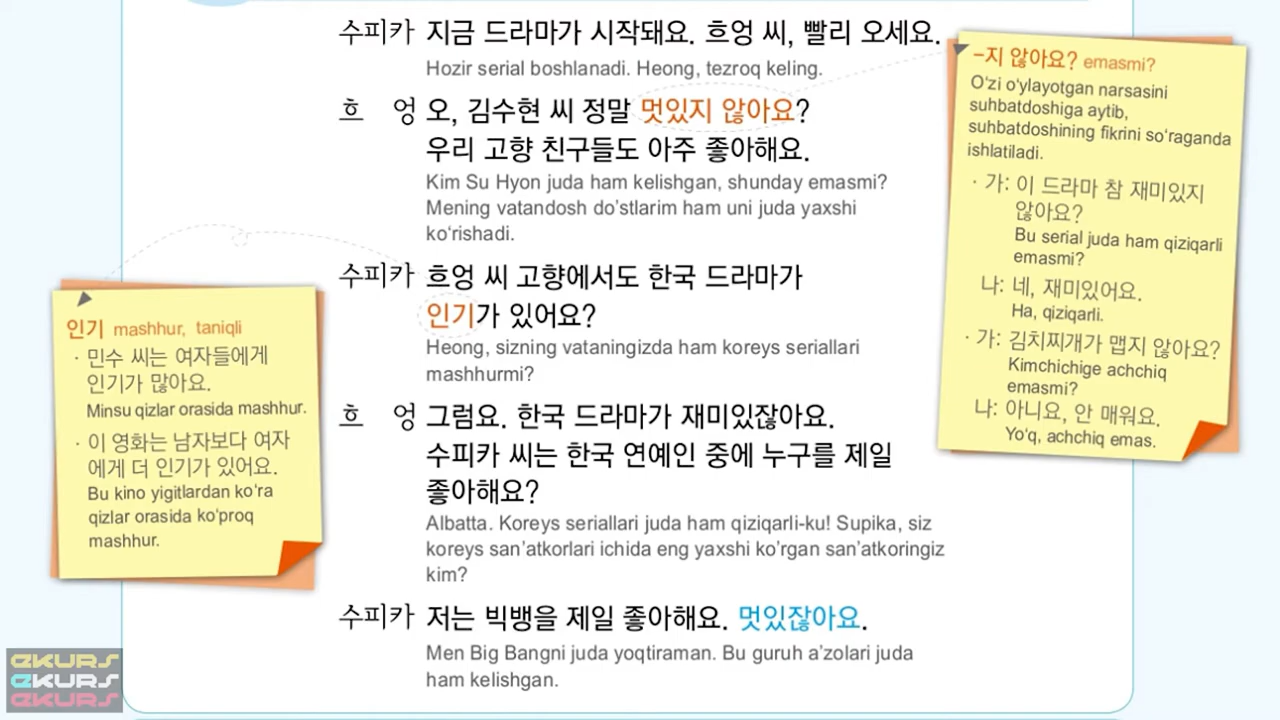 수피카 지금 드라마가 시작돼요. 흐엉 씨, 빨리 오세요.
Hozir serial boshlanadi. Heong, tezroq keling.
흐 엉 오, 김수현 씨 정말 멋있지 않아요?
우리 고향 친구들도 아주 좋아해요.
Kim Su Hyon juda ham kelishgan, shunday emasmi?
Mening vatandosh do‘stlarim ham uni juda yaxshi
ko‘rishadi.
수피카 흐엉 씨 고향에서도 한국 드라마가
인기가 있어요?
Heong, sizning vataningizda ham koreys seriallari
mashhurmi?
흐 엉 그럼요. 한국 드라마가 재미있잖아요.
수피카 씨는 한국 연예인 중에 누구를 제일
좋아해요?
Albatta. Koreys seriallari juda ham qiziqarli-ku! Supika, siz
koreys san’atkorlari ichida eng yaxshi ko‘rgan san’atkoringiz
kim?
수피카 저는 빅뱅을 제일 좋아해요. 멋있잖아요.
Men Big Bangni juda yoqtiraman. Bu guruh a’zolari juda
ham kelishgan.
-지 않아요? emasmi?
O‘zi o‘ylayotgan narsasini
suhbatdoshiga aytib,
suhbatdoshining fikrini so‘raganda
ishlatiladi.
· 가: 이 드라마 참 재미있지
않아요?
Bu serial juda ham qiziqarli
emasmi?
나: 네, 재미있어요.
Ha, qiziqarli.
· 가: 김치찌개가 맵지 않아요?
Kimchichige achchiq
emasmi?
나: 아니요, 안 매워요.
Yo‘q, achchiq emas.
인기 mashhur, taniqli
· 민수 씨는 여자들에게
인기가 많아요.
Minsu qizlar orasida mashhur.
· 이 영화는 남자보다 여자
에게 더 인기가 있어요.
Bu kino yigitlardan ko‘ra
qizlar orasida ko‘proq
mashhur.
EKURS
EKURS
EKURS